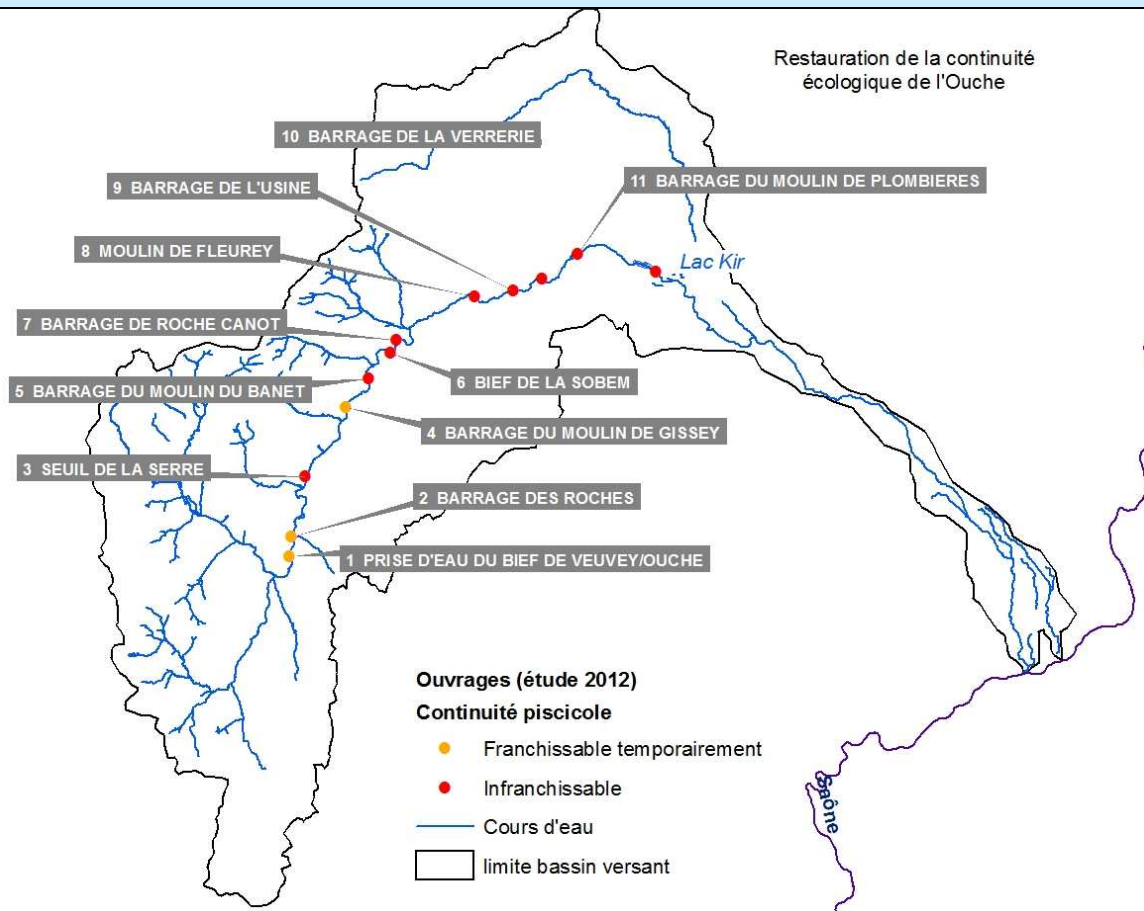 Restauration de la continuité
écologique de l'Ouche
10 BARRAGE DE LA VERRERIE
9 BARRAGE DE L'USINE
11 BARRAGE DU MOULIN DE PLOMBIERES
8 MOULIN DE FLEUREY
Lac Kir
7 BARRAGE DE ROCHE CANOT
6 BIEF DE LA SOBEM
5 BARRAGE DU MOULIN DU BANET
4 BARRAGE DU MOULIN DE GISSEY
3 SEUIL DE LA SERRE
2 BARRAGE DES ROCHES
1 PRISE D'EAU DU BIEF DE VEUVEY/OUCHE
Ouvrages (étude 2012)
Continuité piscicole
Franchissable temporairement
Infranchissable
Cours d'eau
limite bassin versant
Saône